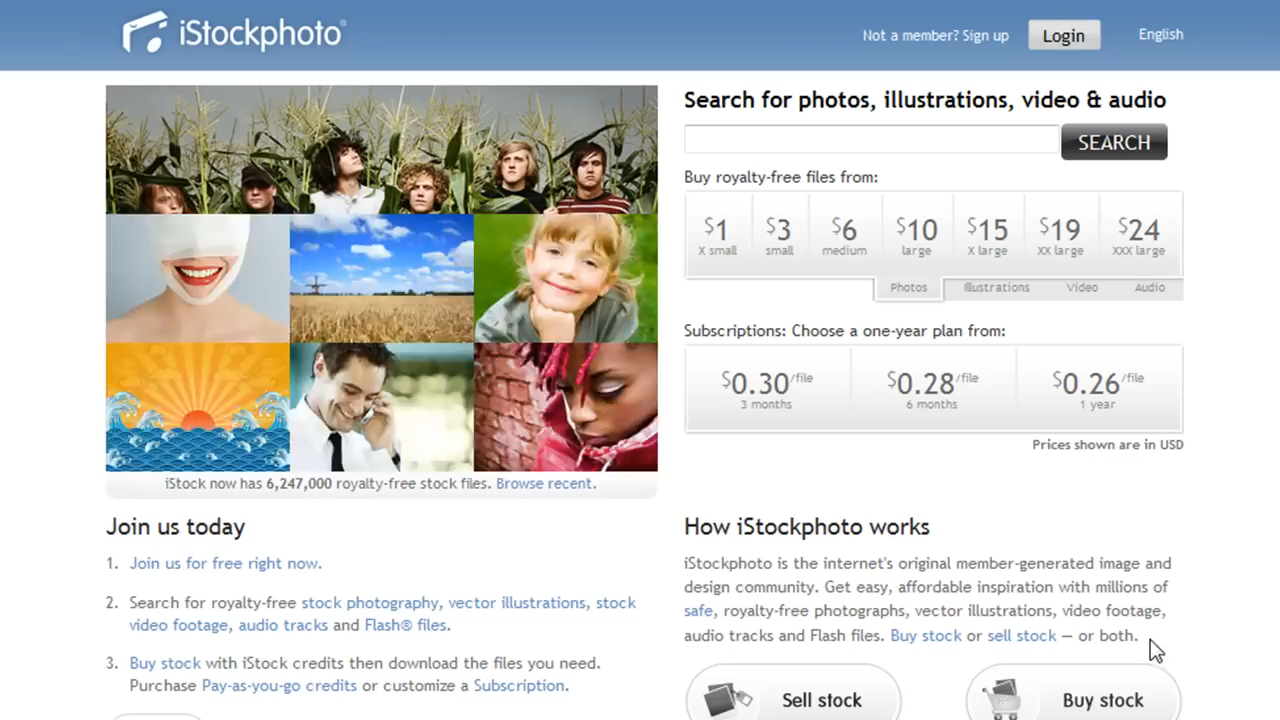 iStockphoto®
Not a member? Sign up
Login
English
Search for photos, illustrations, video & audio
SEARCH
Buy royalty-free files from:
$1 $3 $6 $10 $15 $19 $24
X small small medium large X large XX large XXX large
Photos Illustrations Video Audio
Subscriptions: Choose a one-year plan from:
$0.30/file $0.28/file $0.26/file
3 months 6 months 1 year
Prices shown are in USD
iStock now has 6,247,000 royalty-free stock files. Browse recent.
Join us today
1. Join us for free right now.
2. Search for royalty-free stock photography, vector illustrations, stock
video footage, audio tracks and Flash® files.
3. Buy stock with iStock credits then download the files you need.
Purchase Pay-as-you-go credits or customize a Subscription.
How iStockphoto works
iStockphoto is the internet's original member-generated image and
design community. Get easy, affordable inspiration with millions of
safe, royalty-free photographs, vector illustrations, video footage,
audio tracks and Flash files. Buy stock or sell stock — or both.
Sell stock
Buy stock